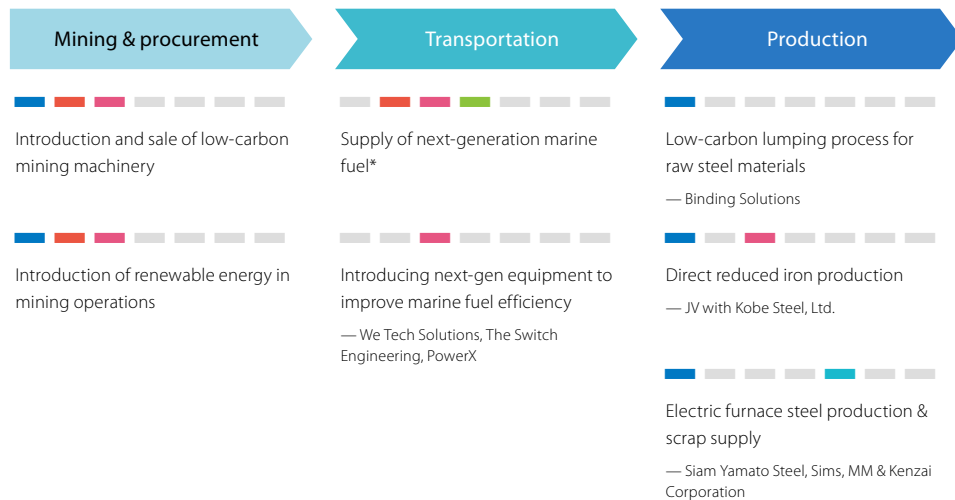 Mining & procurement
Introduction and sale of low-carbon
mining machinery
Introduction of renewable energy in
mining operations
Transportation
Supply of next-generation marine
fuel*
Introducing next-gen equipment to
improve marine fuel efficiency
— We Tech Solutions, The Switch
Engineering, PowerX
Production
Low-carbon lumping process for
raw steel materials
— Binding Solutions
Direct reduced iron production
— JV with Kobe Steel, Ltd.
Electric furnace steel production &
scrap supply
— Siam Yamato Steel, Sims, MM & Kenzai
Corporation